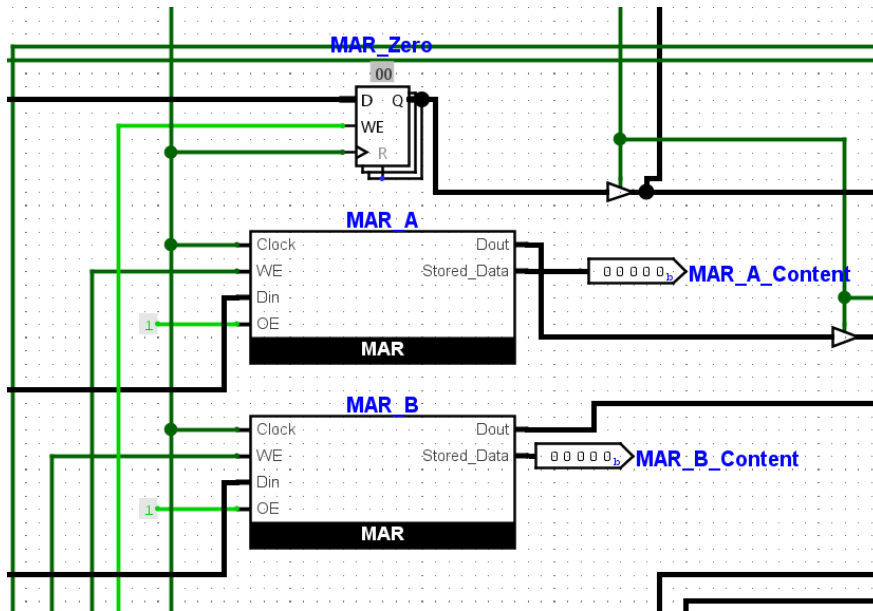 MAR_Zero
00
D Q
WE
R
MAR_A
Clock Dout
WE Stored_Data
00000b MAR_A_Content
Din
1 OE
MAR
MAR_B
Clock Dout
WE Stored_Data
00000b MAR_B_Content
Din
1 OE
MAR